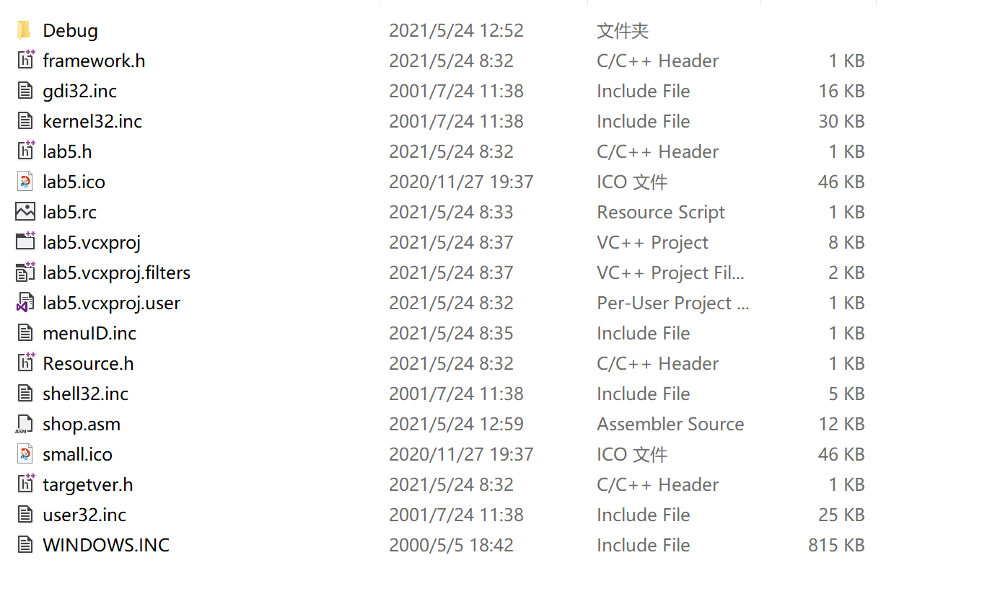 Debug 2021/5/24 12:52 文件夹
framework.h 2021/5/24 8:32 C/C++ Header 1 KB
gdi32.inc 2001/7/24 11:38 Include File 16 KB
kernel32.inc 2001/7/24 11:38 Include File 30 KB
lab5.h 2021/5/24 8:32 C/C++ Header 1 KB
lab5.ico 2020/11/27 19:37 ICO 文件 46 KB
lab5.rc 2021/5/24 8:33 Resource Script 1 KB
lab5.vcxproj 2021/5/24 8:37 VC++ Project 8 KB
lab5.vcxproj.filters 2021/5/24 8:37 VC++ Project Fil... 2 KB
lab5.vcxproj.user 2021/5/24 8:32 Per-User Project ... 1 KB
menuID.inc 2021/5/24 8:35 Include File 1 KB
Resource.h 2021/5/24 8:32 C/C++ Header 1 KB
shell32.inc 2001/7/24 11:38 Include File 5 KB
shop.asm 2021/5/24 12:59 Assembler Source 12 KB
small.ico 2020/11/27 19:37 ICO 文件 46 KB
targetver.h 2021/5/24 8:32 C/C++ Header 1 KB
user32.inc 2001/7/24 11:38 Include File 25 KB
WINDOWS.INC 2000/5/5 18:42 Include File 815 KB